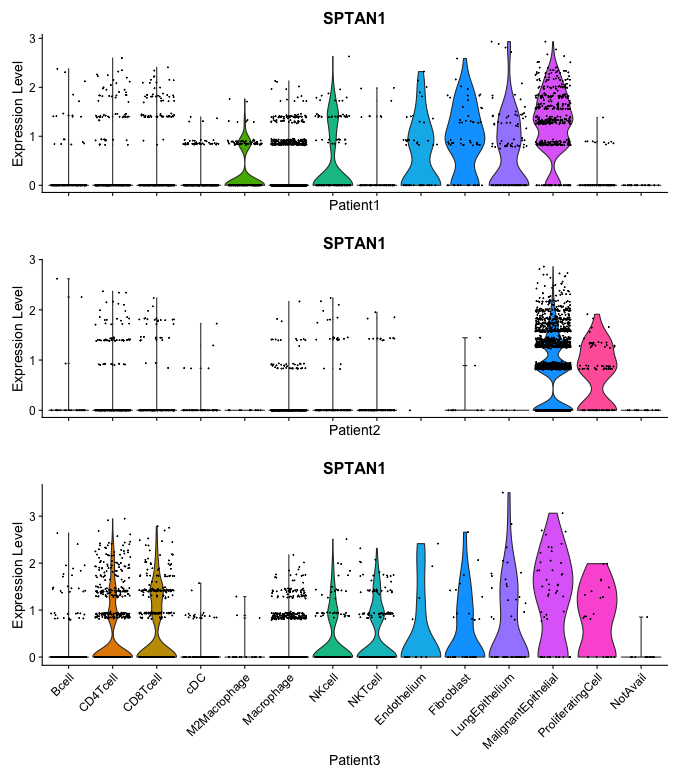 SPTAN1
Expression Level
3
2
1
0
Patient1
SPTAN1
Expression Level
3
2
1
0
Patient2
SPTAN1
Expression Level
3
2
1
0
Bcell
CD4Tcell
CD8Tcell
cDC
M2Macrophage
Macrophage
NKcell
NKTcell
Endothelium
Fibroblast
LungEpithelium
MalignantEpithelial
ProliferatingCell
NotAvail
Patient3